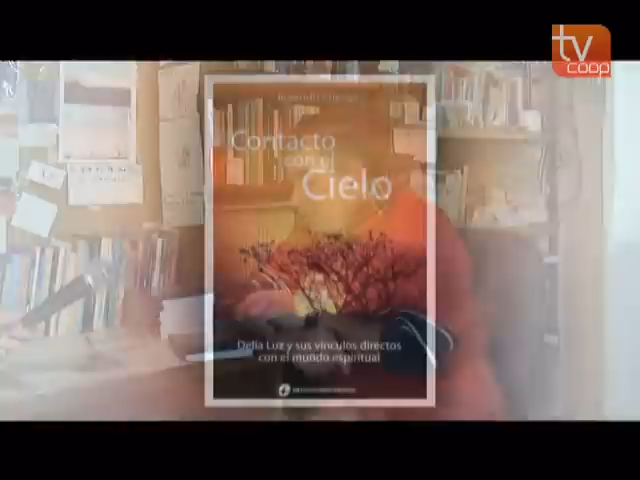 tv
coop
Contacto
con el
Cielo
Delia Luz y sus vínculos directos
con el mundo espiritual